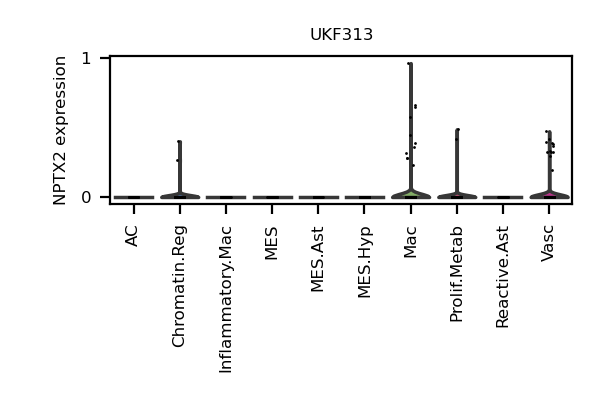 UKF313
NPTX2 expression
1
0
AC
Chromatin.Reg
Inflammatory.Mac
MES
MES.Ast
MES.Hyp
Mac
Prolif.Metab
Reactive.Ast
Vasc